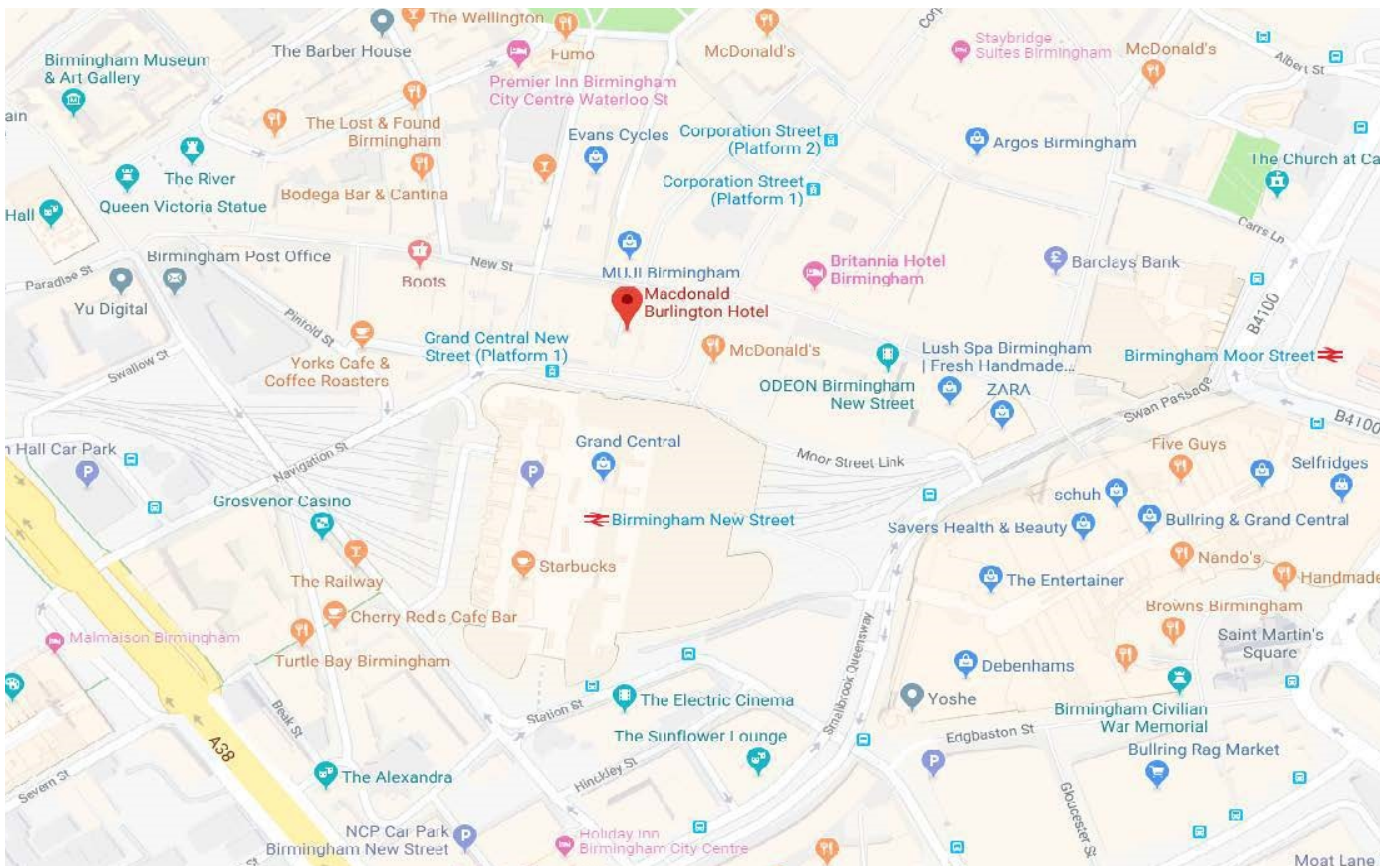 The Wellington
The Barber House
Fumo
McDonald's
Staybridge
Suites Birmingham
McDonald's
Albert St
Birmingham Museum
& Art Gallery
Premier Inn Birmingham
City Centre Waterloo St
ain
The Lost & Found
Birmingham
Evans Cycles
Corporation Street
(Platform 2)
Argos Birmingham
The River
Bodega Bar & Cantina
Corporation Street
(Platform 1)
The Church at Ca
Queen Victoria Statue
Hall
Carrs Ln
Paradise St
Birmingham Post Office
Boots
New St
MUJI Birmingham
Britannia Hotel
Birmingham
Barclays Bank
Yu Digital
Pinfold St
Macdonald
Burlington Hotel
B4100
Swallow St
Yorks Cafe &
Coffee Roasters
Grand Central New
Street (Platform 1)
McDonald's
ODEON Birmingham
New Street
Lush Spa Birmingham
| Fresh Handmade...
ZARA
Birmingham Moor Street
Swan Passage
B4100
n Hall Car Park
P
Navigation St
Grand Central
P
Moor Street Link
Five Guys
Selfridges
schuh
Grosvenor Casino
Birmingham New Street
Savers Health & Beauty
Bullring & Grand Central
The Railway
Starbucks
The Entertainer
Nando's
Handmade
Cherry Red's Cafe Bar
Browns Birmingham
Malmaison Birmingham
Turtle Bay Birmingham
Smallbrook Queensway
Debenhams
Saint Martin's
Square
Beak St
Station St
The Electric Cinema
Yoshe
Birmingham Civilian
War Memorial
A38
The Sunflower Lounge
Edgbaston St
Bullring Rag Market
Severn St
The Alexandra
Hinckley St
P
Gloucester St
NCP Car Park
Birmingham New Street
P
Holiday Inn
Birmingham City Centre
Moat Lane